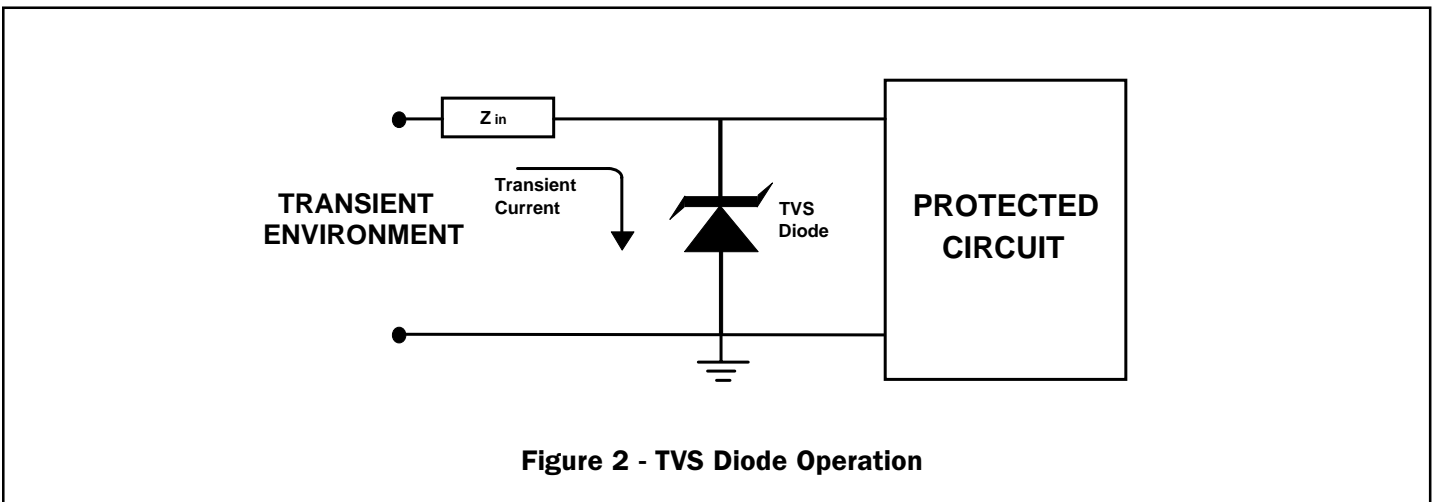 Z in
Transient
Current
TRANSIENT
ENVIRONMENT
TVS
Diode
PROTECTED
CIRCUIT
Figure 2 - TVS Diode Operation